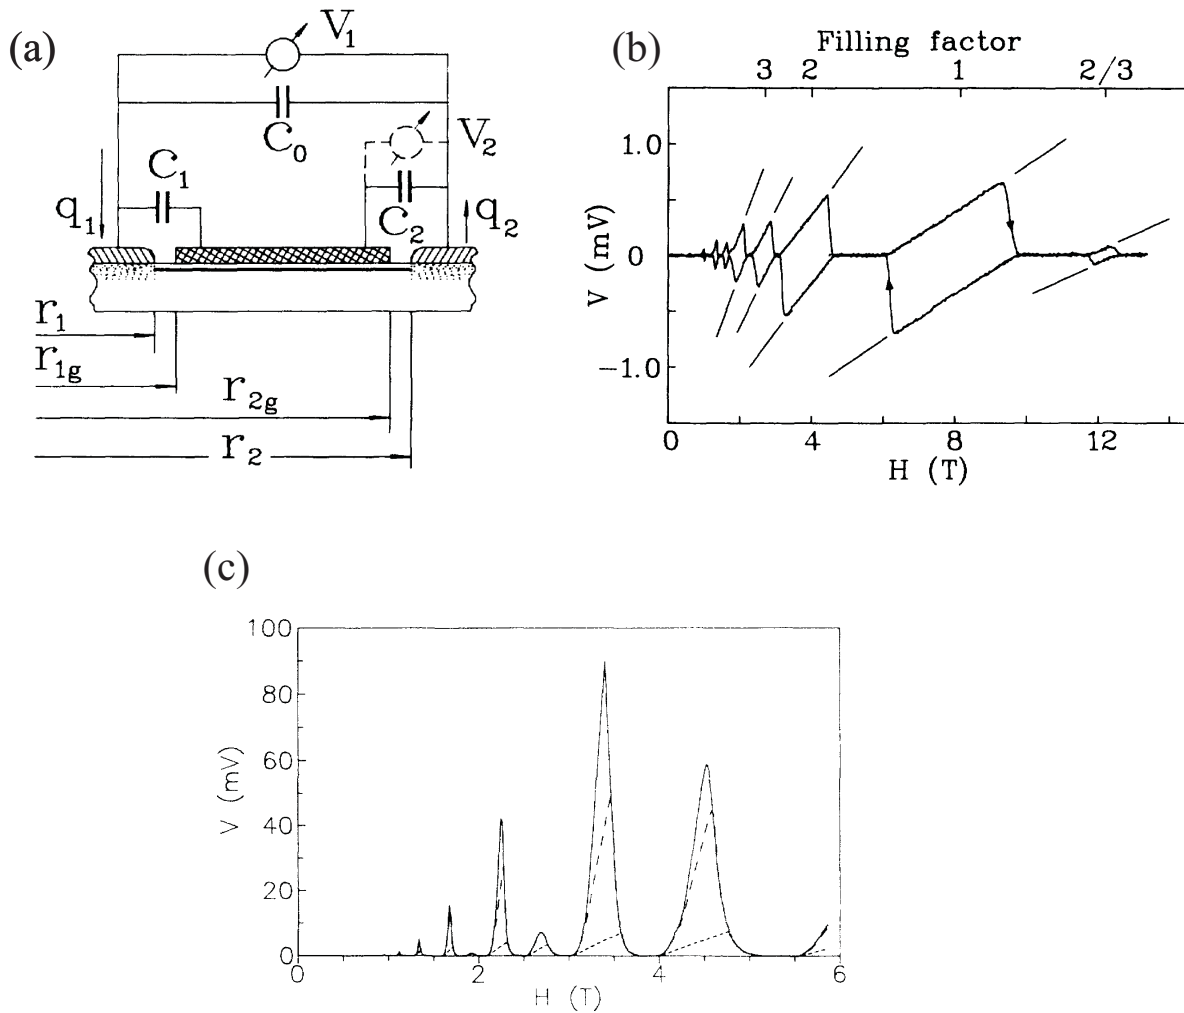 (a)
V1
C0
V2
C1
C2
q1
q2
r1
r1g
r2g
r2
(b)
Filling factor
3 2 1 2/3
1.0
0
−1.0
V (mV)
0 4 8 12
H (T)
(c)
100
80
60
40
20
0
V (mV)
0 2 4 6
H (T)